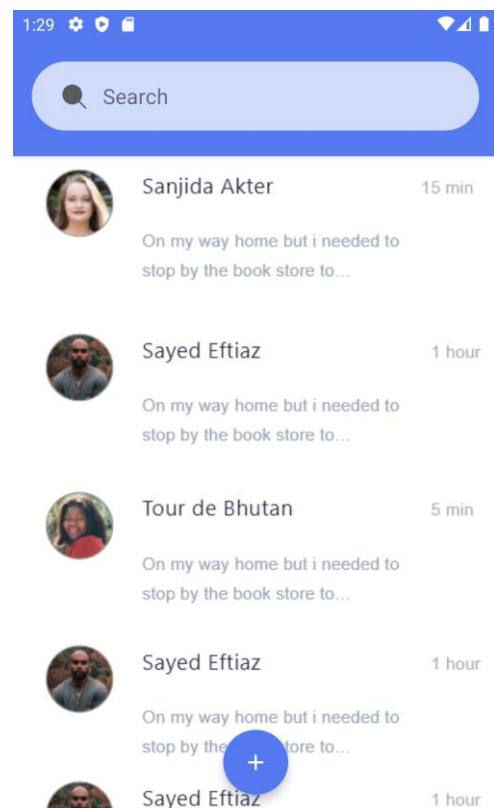 1:29
Search
Sanjida Akter 15 min
On my way home but i needed to
stop by the book store to...
Sayed Eftiaz 1 hour
On my way home but i needed to
stop by the book store to...
Tour de Bhutan 5 min
On my way home but i needed to
stop by the book store to...
Sayed Eftiaz 1 hour
On my way home but i needed to
stop by the tore to...
+
Sayed Eftiaz 1 hour